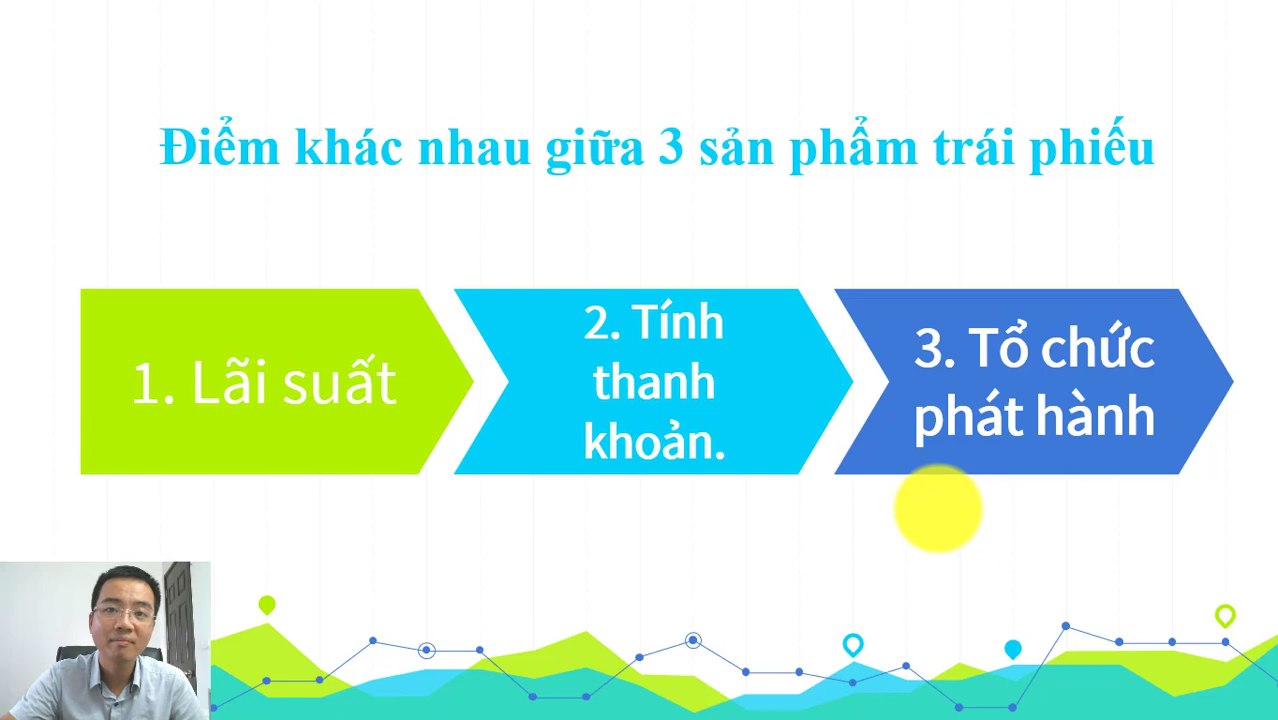 Điểm khác nhau giữa 3 sản phẩm trái phiếu
1. Lãi suất
2. Tính
thanh
khoản.
3. Tổ chức
phát hành